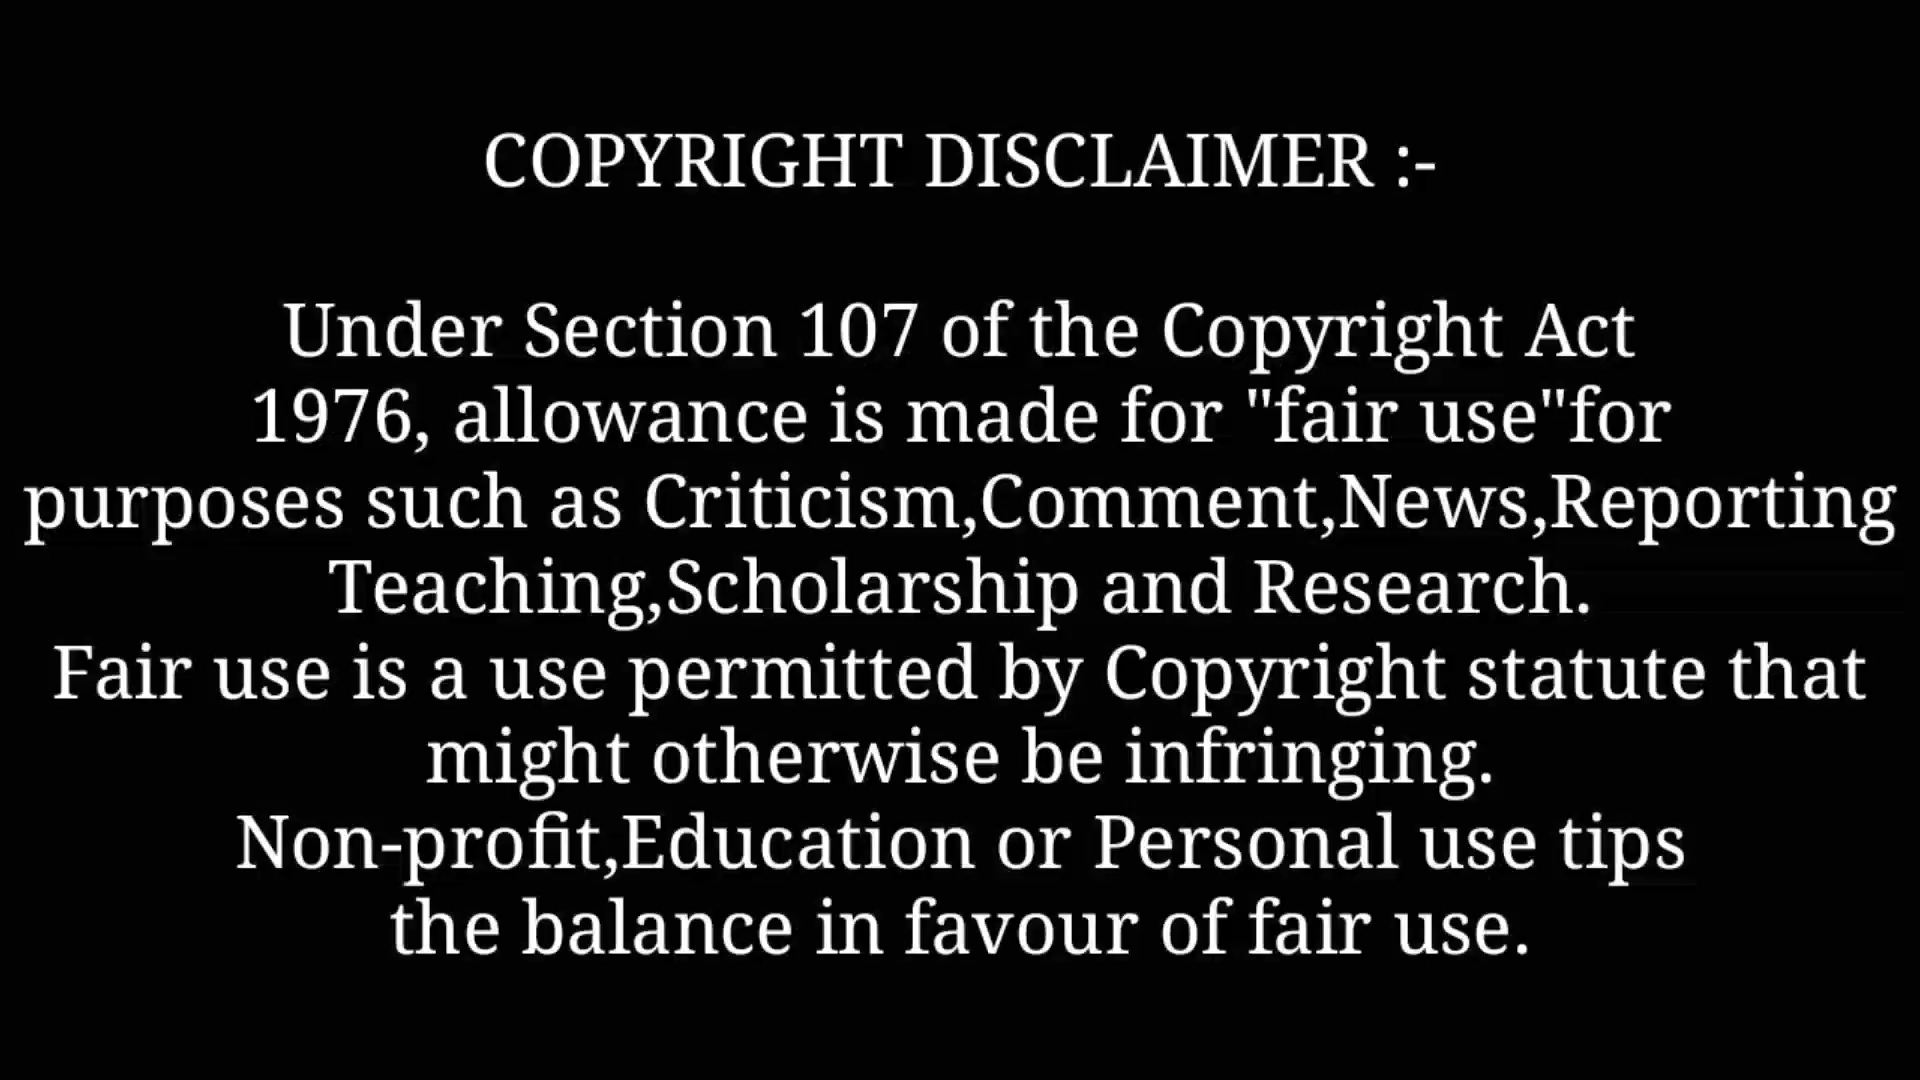 COPYRIGHT DISCLAIMER :-
Under Section 107 of the Copyright Act
1976, allowance is made for "fair use"for
purposes such as Criticism,Comment,News,Reporting
Teaching,Scholarship and Research.
Fair use is a use permitted by Copyright statute that
might otherwise be infringing.
Non-profit,Education or Personal use tips
the balance in favour of fair use.